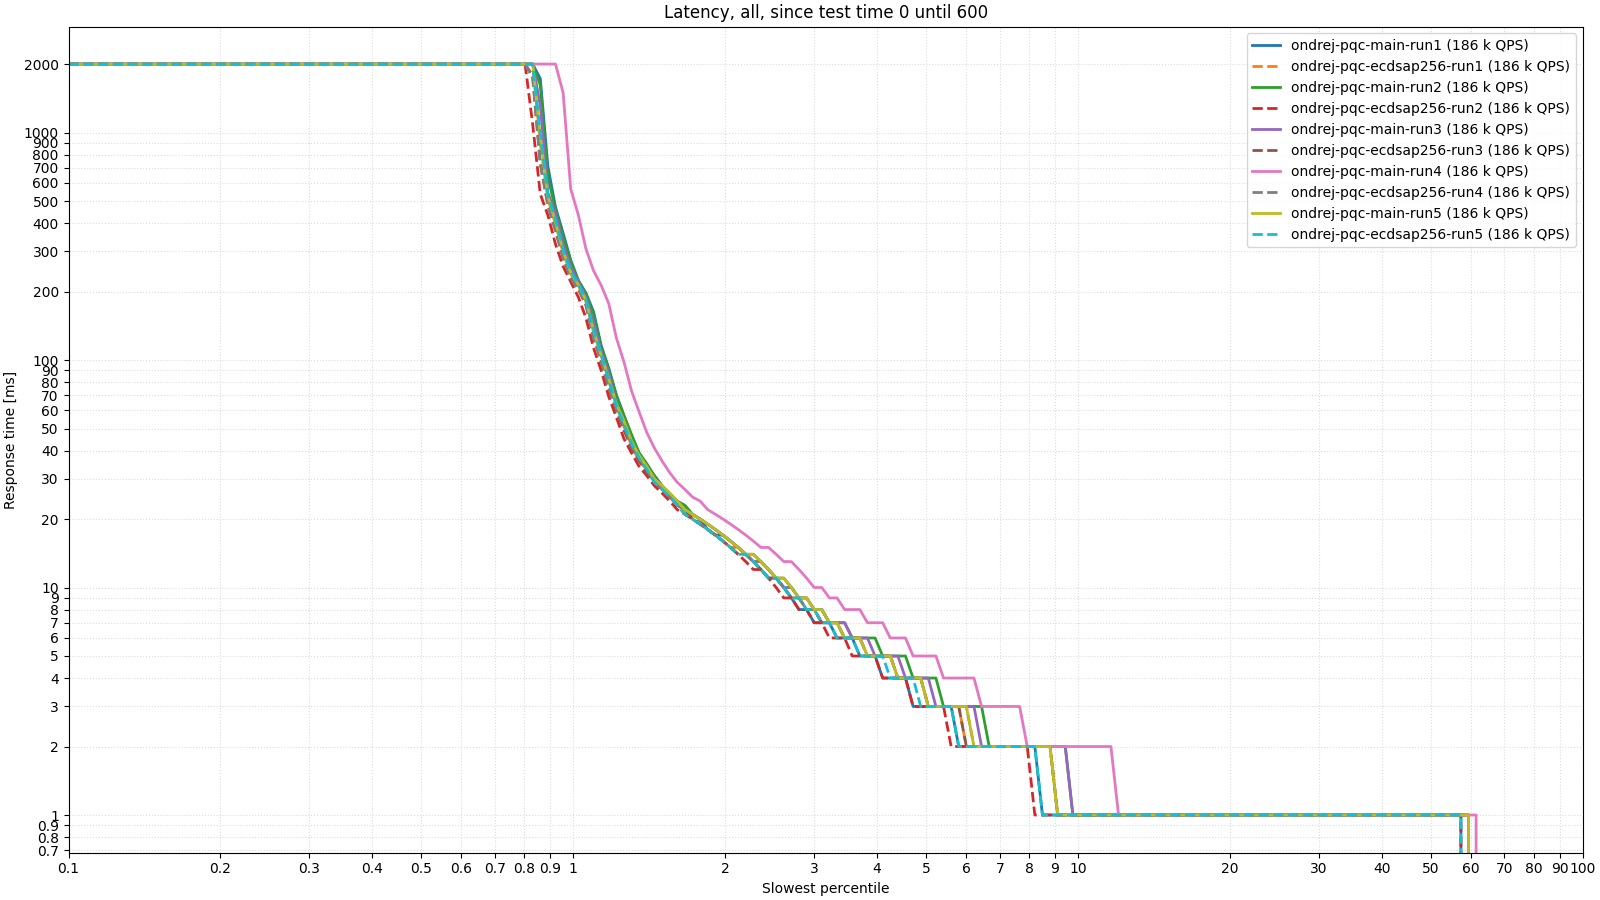 Latency, all, since test time 0 until 600
ondrej-pqc-main-run1 (186 k QPS)
ondrej-pqc-ecdsap256-run1 (186 k QPS)
ondrej-pqc-main-run2 (186 k QPS)
ondrej-pqc-ecdsap256-run2 (186 k QPS)
ondrej-pqc-main-run3 (186 k QPS)
ondrej-pqc-ecdsap256-run3 (186 k QPS)
ondrej-pqc-main-run4 (186 k QPS)
ondrej-pqc-ecdsap256-run4 (186 k QPS)
ondrej-pqc-main-run5 (186 k QPS)
ondrej-pqc-ecdsap256-run5 (186 k QPS)
Response time [ms]
2000
1000
900
800
700
600
500
400
300
200
100
90
80
70
60
50
40
30
20
10
9
8
7
6
5
4
3
2
1
0.9
0.8
0.7
0.1 0.2 0.3 0.4 0.5 0.6 0.7 0.8 0.9 1 2 3 4 5 6 7 8 9 10 20 30 40 50 60 70 80 90 100
Slowest percentile